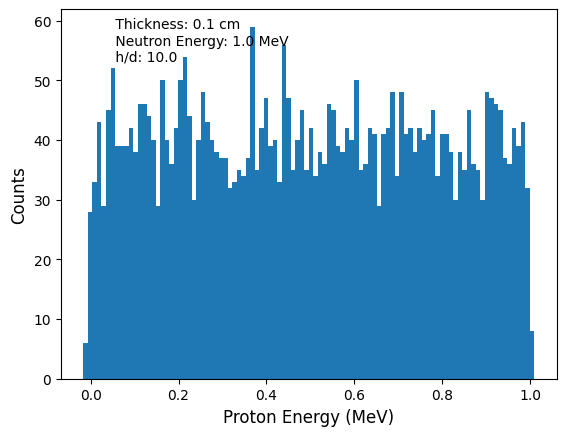 Thickness: 0.1 cm
Neutron Energy: 1.0 MeV
h/d: 10.0
60
50
40
30
20
10
0
Counts
0.0 0.2 0.4 0.6 0.8 1.0
Proton Energy (MeV)